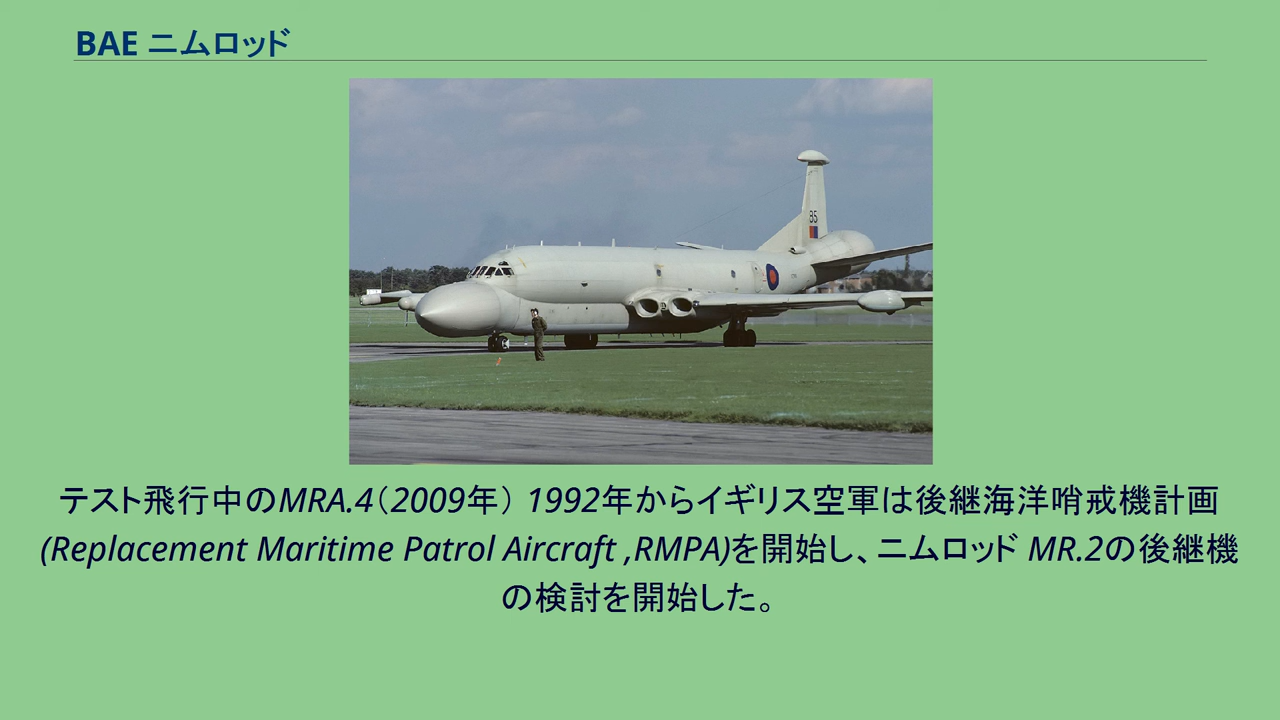 BAE ニムロッド
85
テスト飛行中のMRA.4（2009年） 1992年からイギリス空軍は後継海洋哨戒機計画
(Replacement Maritime Patrol Aircraft ,RMPA)を開始し、ニムロッド MR.2の後継機
の検討を開始した。